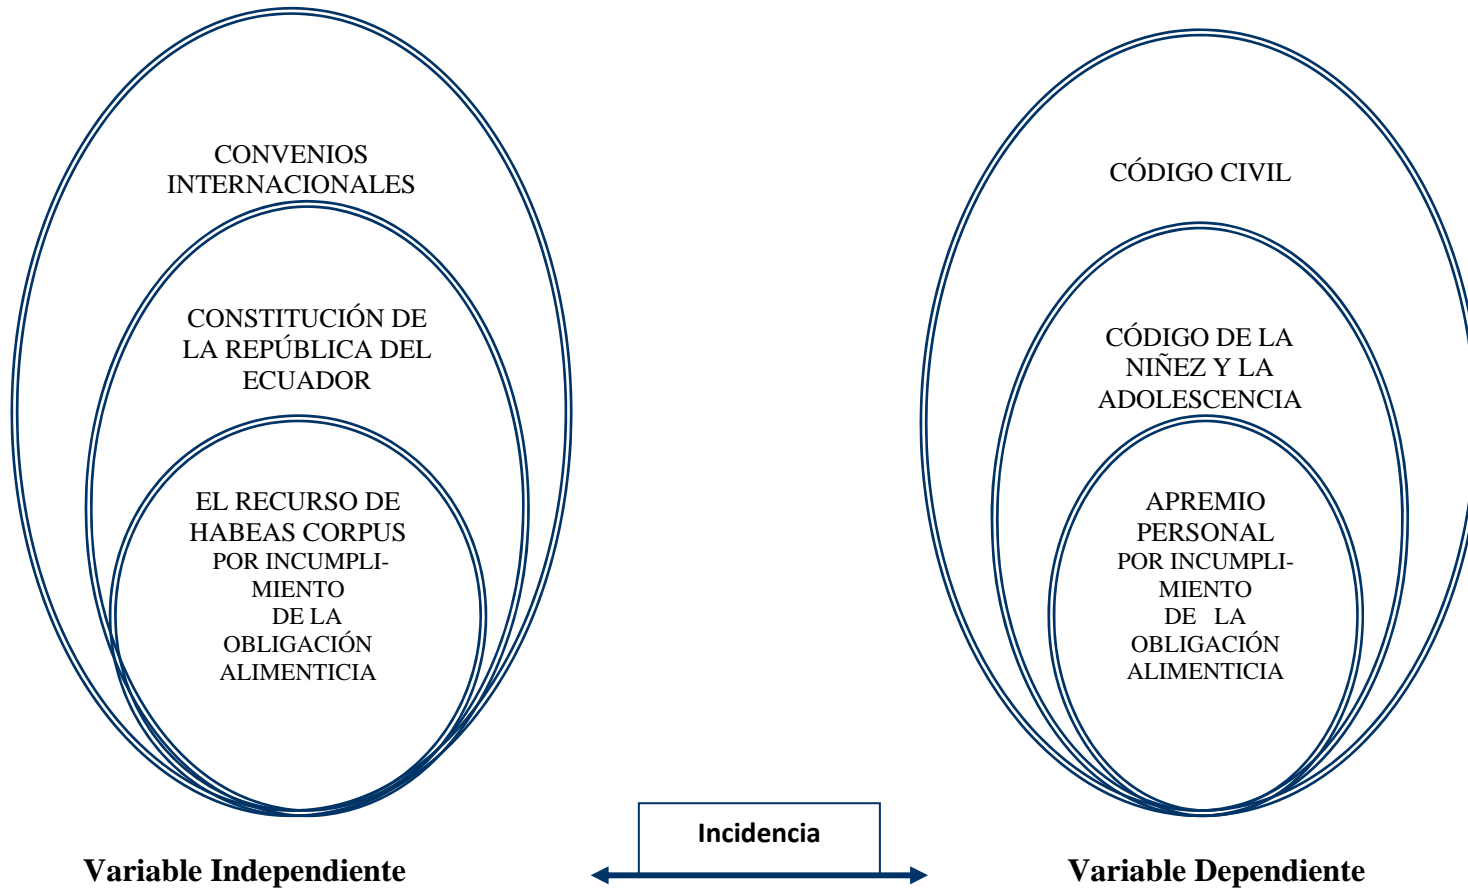 CONVENIOS
INTERNACIONALES
CONSTITUCIÓN DE
LA REPÚBLICA DEL
ECUADOR
EL RECURSO DE
HABEAS CORPUS
POR INCUMPLI-
MIENTO
DE LA
OBLIGACIÓN
ALIMENTICIA
Variable Independiente
Incidencia
CÓDIGO CIVIL
CÓDIGO DE LA
NIÑEZ Y LA
ADOLESCENCIA
APREMIO
PERSONAL
POR INCUMPLI-
MIENTO
DE LA
OBLIGACIÓN
ALIMENTICIA
Variable Dependiente